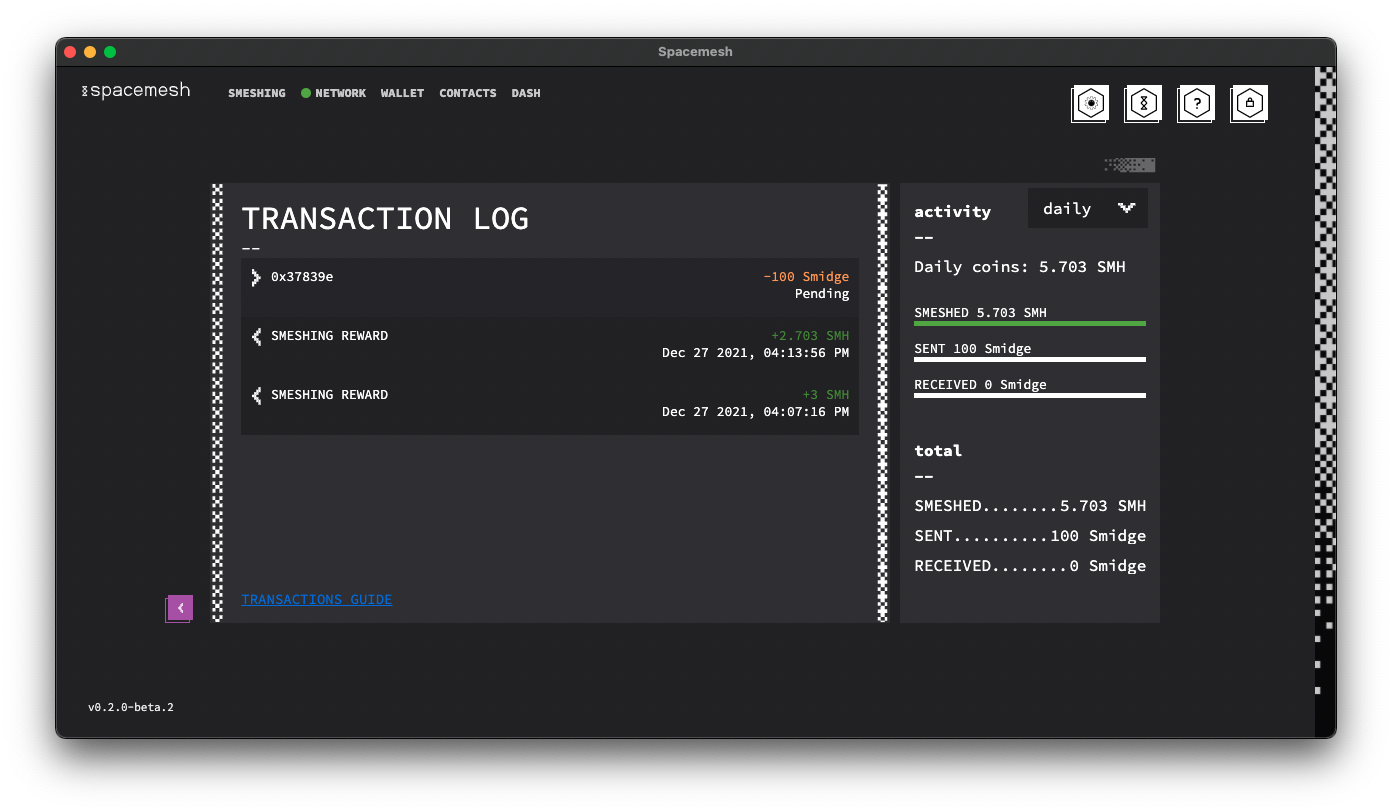 Spacemesh
spacemesh
SMESHING NETWORK WALLET CONTACTS DASH
?
TRANSACTION LOG
--
0x37839e
-100 Smidge
Pending
SMESHING REWARD
+2.703 SMH
Dec 27 2021, 04:13:56 PM
SMESHING REWARD
+3 SMH
Dec 27 2021, 04:07:16 PM
TRANSACTIONS GUIDE
activity
daily
--
Daily coins: 5.703 SMH
SMESHED 5.703 SMH
SENT 100 Smidge
RECEIVED 0 Smidge
total
--
SMESHED........5.703 SMH
SENT..........100 Smidge
RECEIVED........0 Smidge
v0.2.0-beta.2